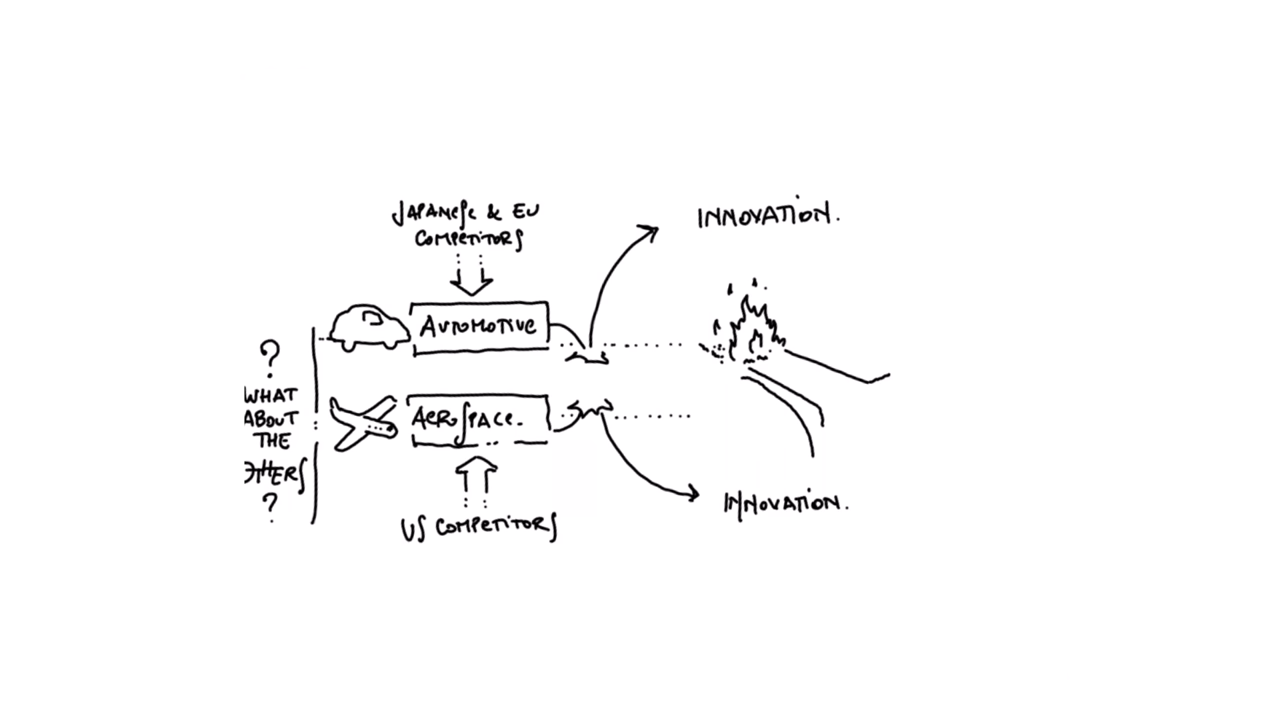 JAPANESE & EU
COMPETITORS
INNOVATION.
AUTOMOTIVE
?
WHAT
ABOUT
THE
OTHERS
?
AEROSPACE.
US COMPETITORS
INNOVATION.